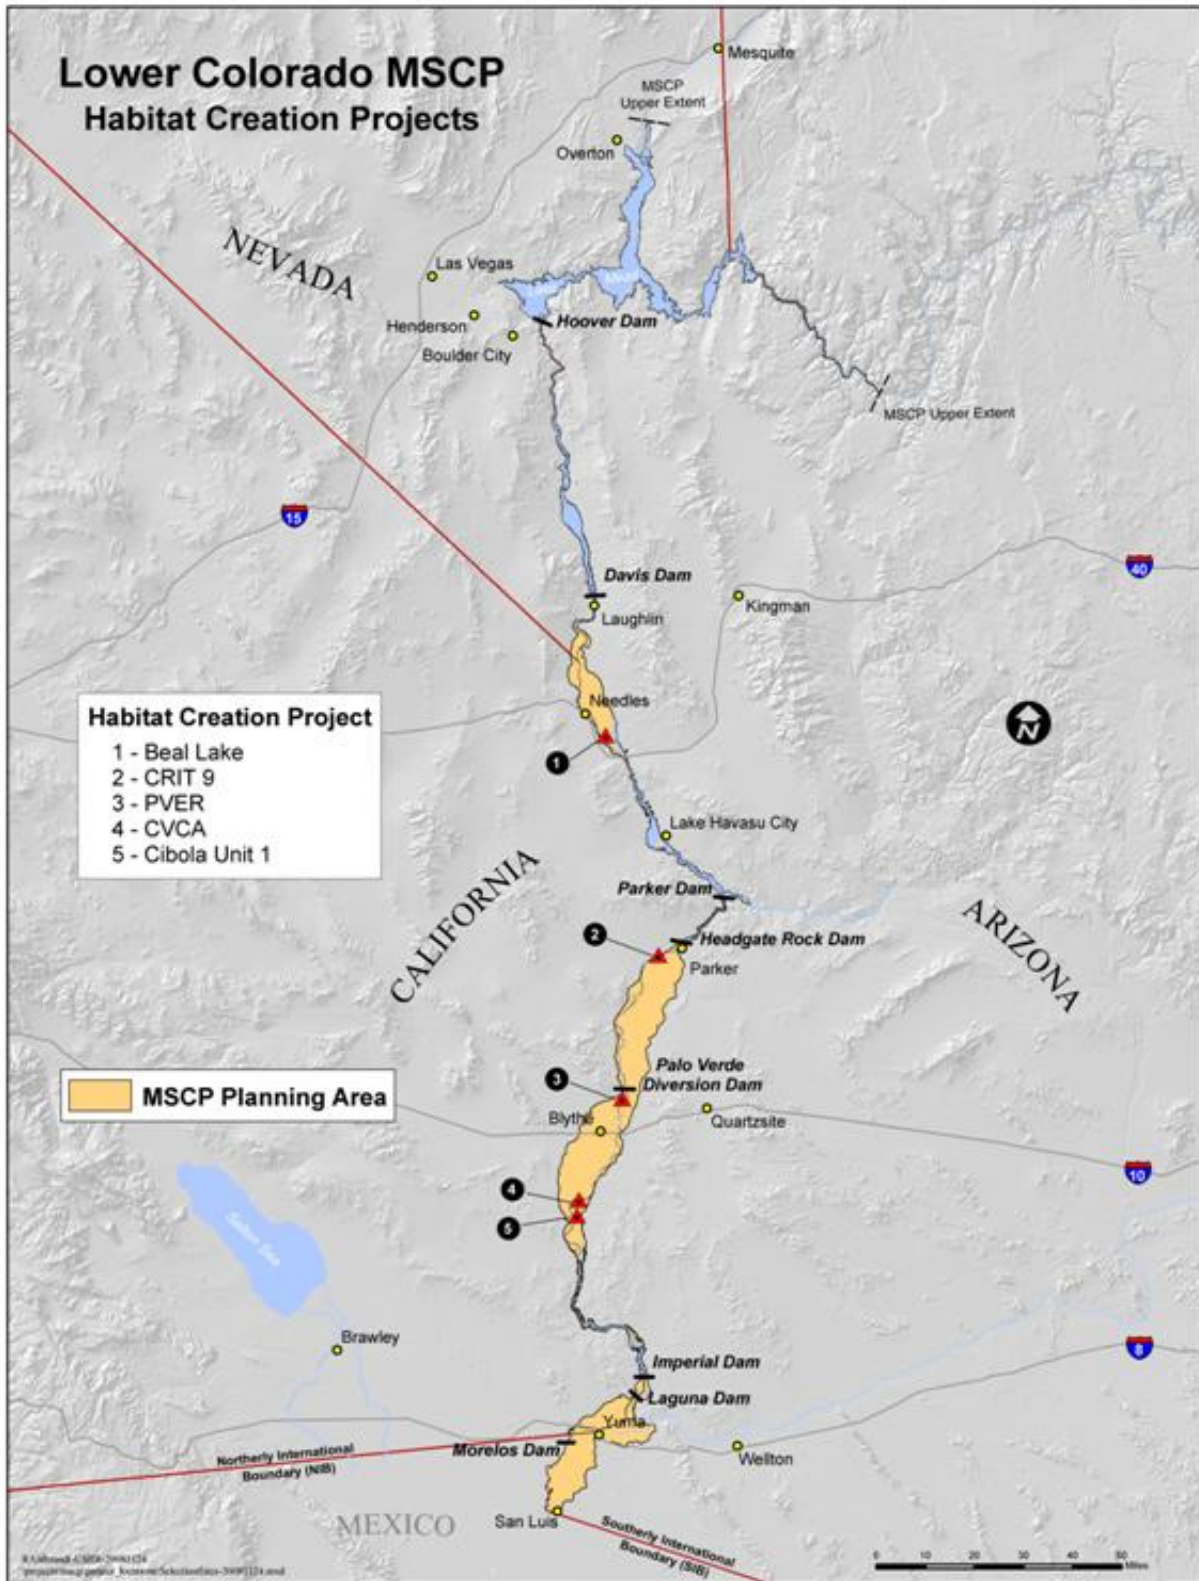 Lower Colorado MSCP
Habitat Creation Projects
Mesquite
MSCP
Upper Extent
Overton
NEVADA
Las Vegas
Henderson
Boulder City
Hoover Dam
MSCP Upper Extent
15
40
Davis Dam
Laughlin
Kingman
Needles
Habitat Creation Project
1 - Beal Lake
2 - CRIT 9
3 - PVER
4 - CVCA
5 - Cibola Unit 1
1
N
Lake Havasu City
CALIFORNIA
ARIZONA
Parker Dam
2
Headgate Rock Dam
Parker
Palo Verde
Diversion Dam
3
MSCP Planning Area
Blythe
Quartzsite
10
4
5
Salton Sea
Brawley
8
Imperial Dam
Laguna Dam
Yuma
Morelos Dam
Wellton
Northerly International
Boundary (NIB)
MEXICO
San Luis
Southerly International
Boundary (SIB)
0 10 20 30 40 50
Miles